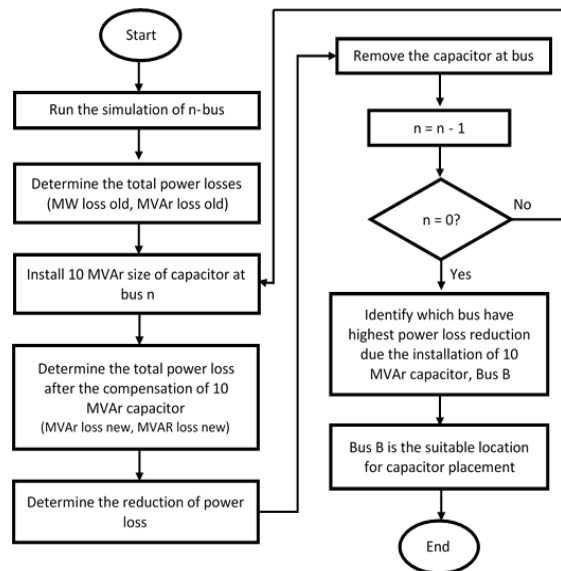 Start
Run the simulation of n-bus
Determine the total power losses
(MW loss old, MVAr loss old)
Install 10 MVAr size of capacitor at
bus n
Determine the total power loss
after the compensation of 10
MVAr capacitor
(MVAr loss new, MVAR loss new)
Determine the reduction of power
loss
Remove the capacitor at bus
n = n - 1
n = 0?
No
Yes
Identify which bus have
highest power loss reduction
due the installation of 10
MVAr capacitor, Bus B
Bus B is the suitable location
for capacitor placement
End